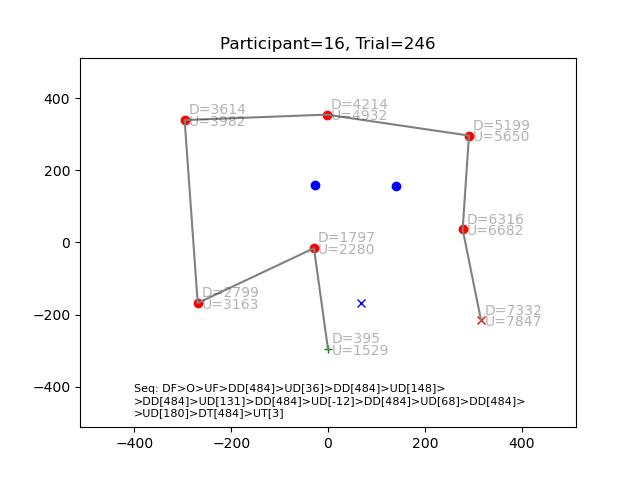 Participant=16, Trial=246
400
200
0
−200
−400
−400
−200
0
200
400
D=3614
U=3982
D=4214
U=4932
D=5199
U=5650
D=6316
U=6682
D=1797
U=2280
D=2799
U=3163
D=7332
U=7847
D=395
U=1529
Seq: DF>O>UF>DD[484]>UD[36]>DD[484]>UD[148]>
>DD[484]>UD[131]>DD[484]>UD[-12]>DD[484]>UD[68]>DD[484]>
>UD[180]>DT[484]>UT[3]